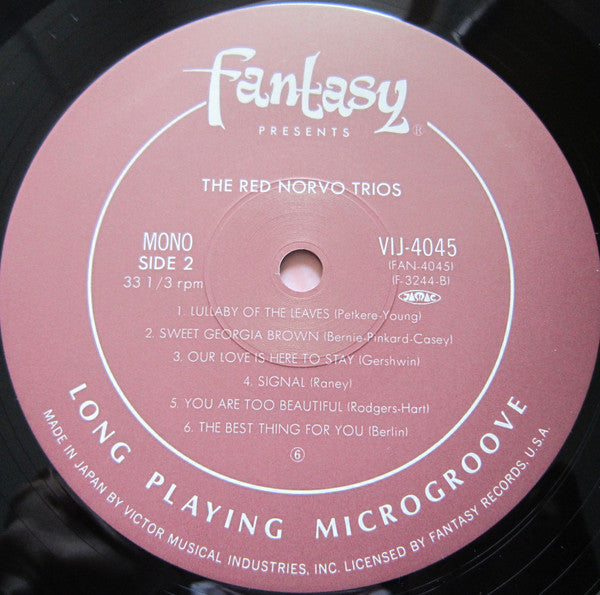 fantasy
PRESENTS
®
THE RED NORVO TRIOS
MONO
SIDE 2
33 1/3 rpm
VIJ-4045
(FAN-4045)
(F-3244-B)
JASRAC
1. LULLABY OF THE LEAVES (Petkere-Young)
2. SWEET GEORGIA BROWN (Bernie-Pinkard-Casey)
3. OUR LOVE IS HERE TO STAY (Gershwin)
4. SIGNAL (Raney)
5. YOU ARE TOO BEAUTIFUL (Rodgers-Hart)
6. THE BEST THING FOR YOU (Berlin)
⑥
LONG PLAYING MICROGROOVE
MADE IN JAPAN BY VICTOR MUSICAL INDUSTRIES, INC. LICENSED BY FANTASY RECORDS, U.S.A.